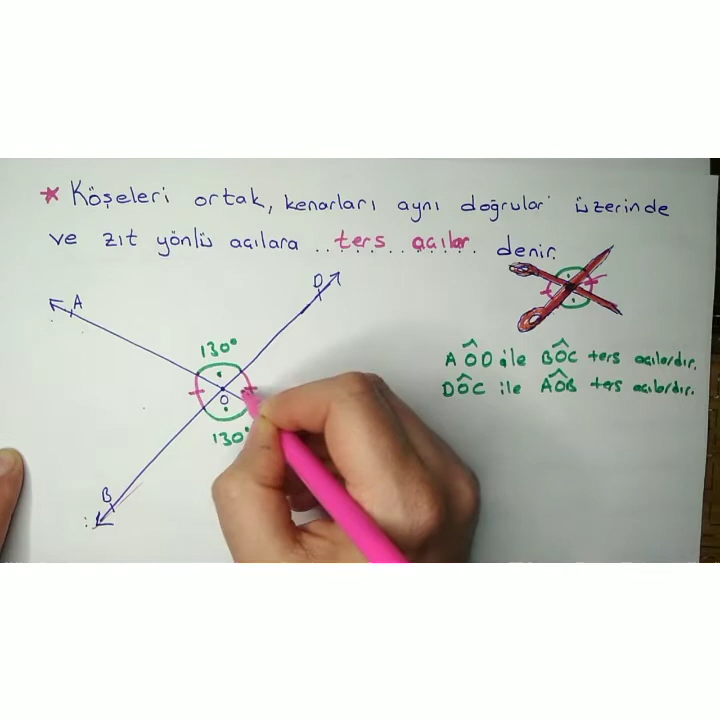 * Köşeleri ortak, kenarları aynı doğrular üzerinde
ve zıt yönlü açılara ..ters açılar.. denir.
D
A
130°
O
AÔD ile BÔC ters açılardır.
DÔC ile AÔB ters açılardır.
130°
B